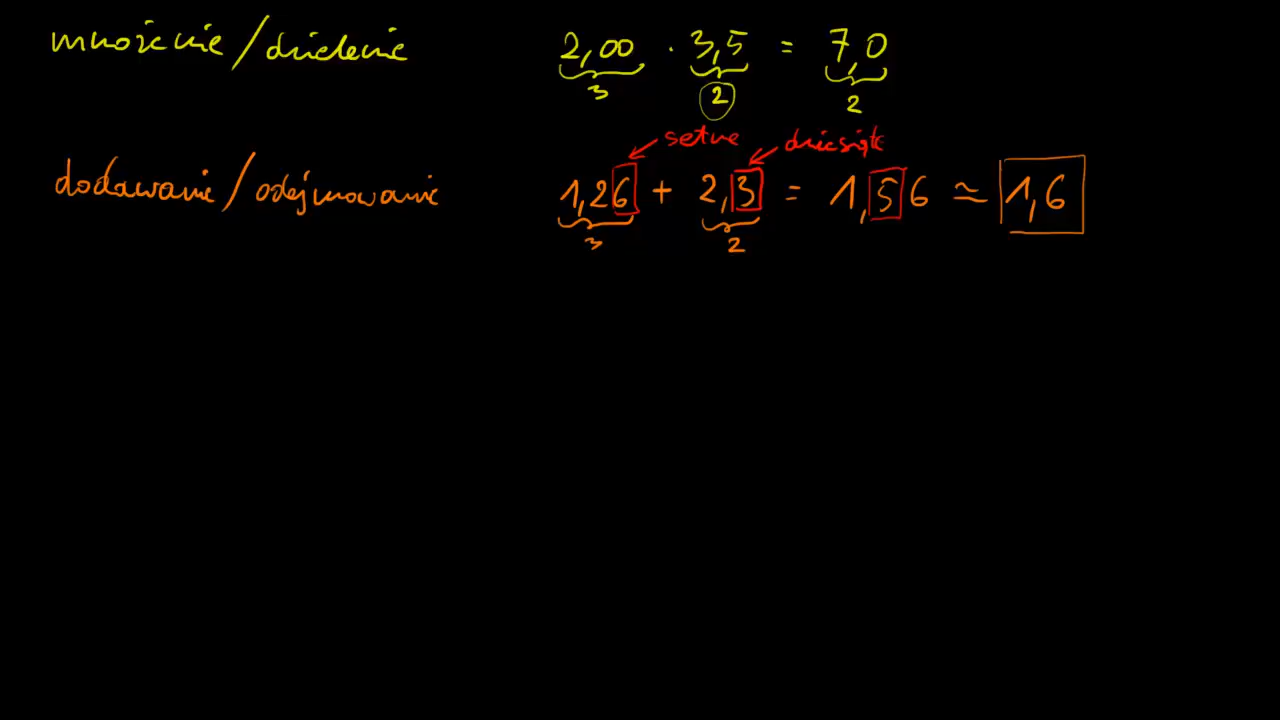 mnożenie/dzielenie 2,00 · 3,5 = 7,0
3 2 2
setne dziesiąte
dodawanie/odejmowanie 1,26 + 2,3 = 1,56 ≃ 1,6
3 2